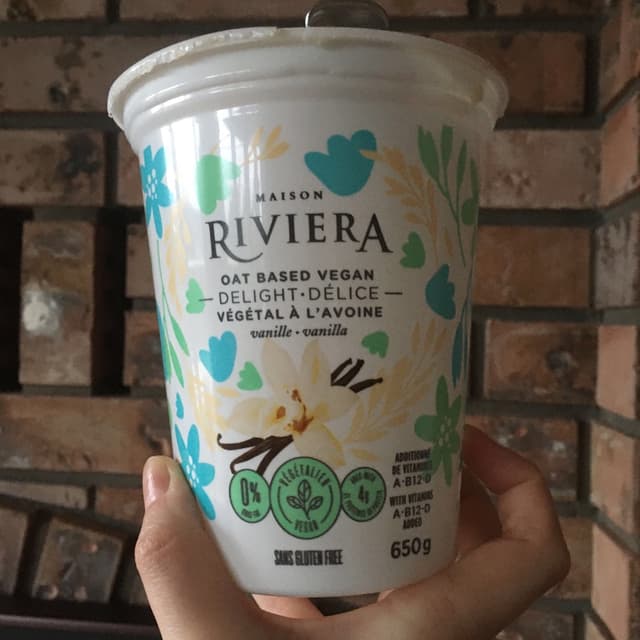 MAISON
RIVIERA
OAT BASED VEGAN
DELIGHT·DÉLICE
VÉGÉTAL À L'AVOINE
vanille · vanilla
0%
VÉGÉTALIEN
VEGAN
4g
SANS GLUTEN FREE
ADDITIONNÉ
DE VITAMINES
A·B12·D
WITH VITAMINS
A·B12·D
ADDED
650g